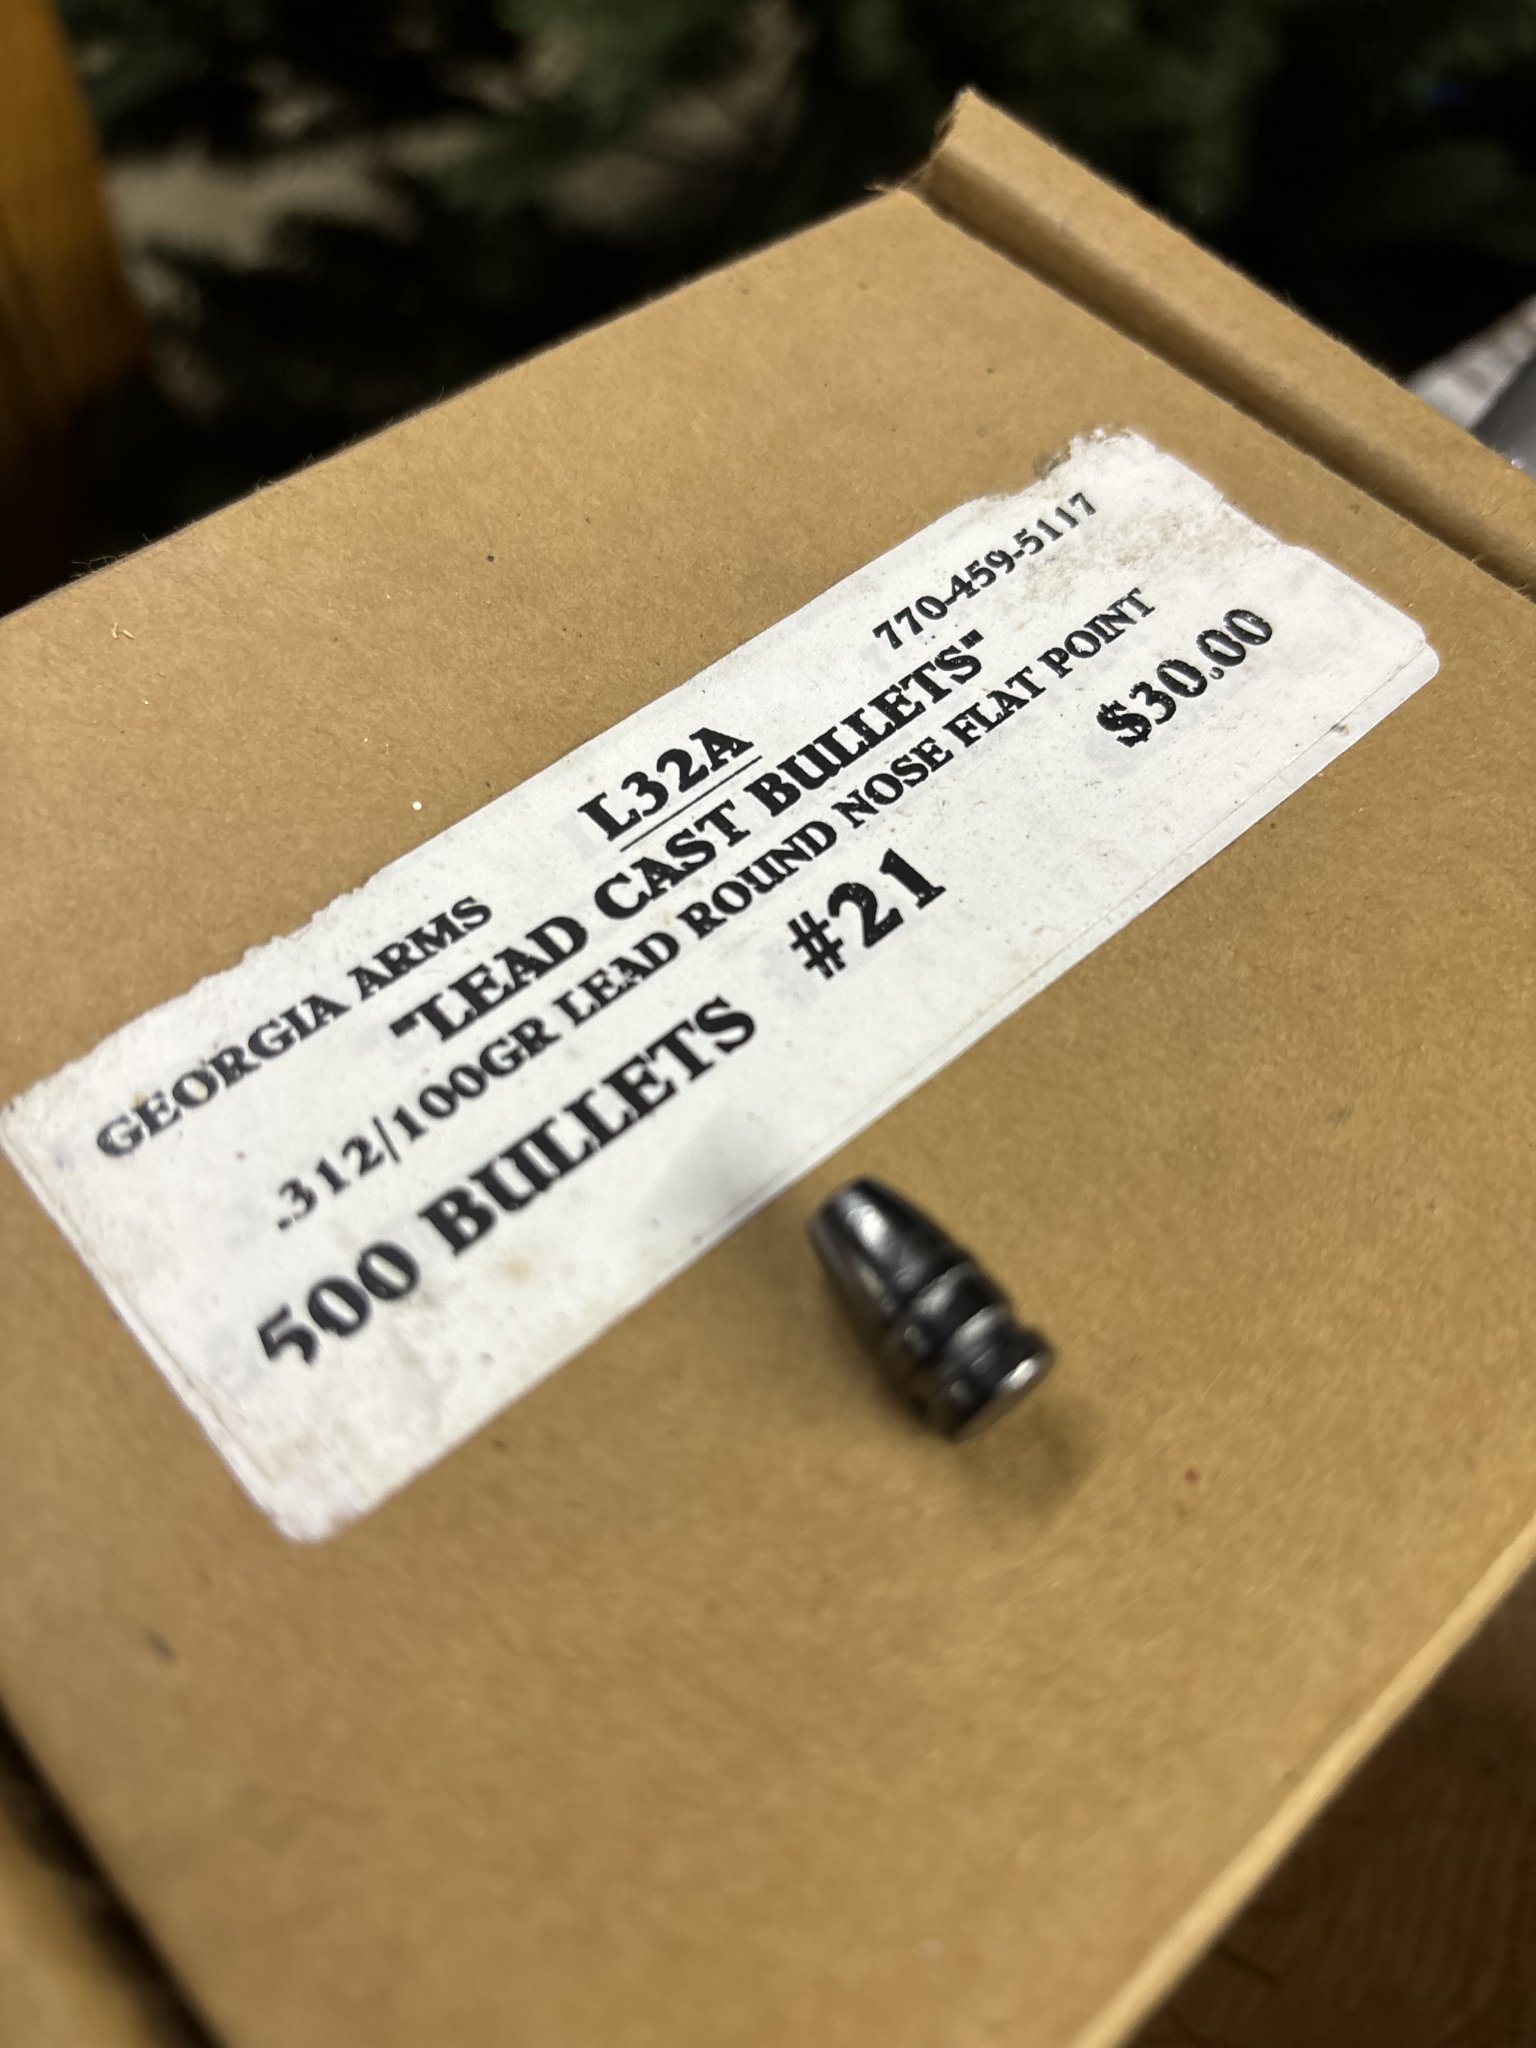 GEORGIA ARMS 770-459-5117
L32A
"LEAD CAST BULLETS"
.312/100GR LEAD ROUND NOSE FLAT POINT
500 BULLETS #21 $30.00